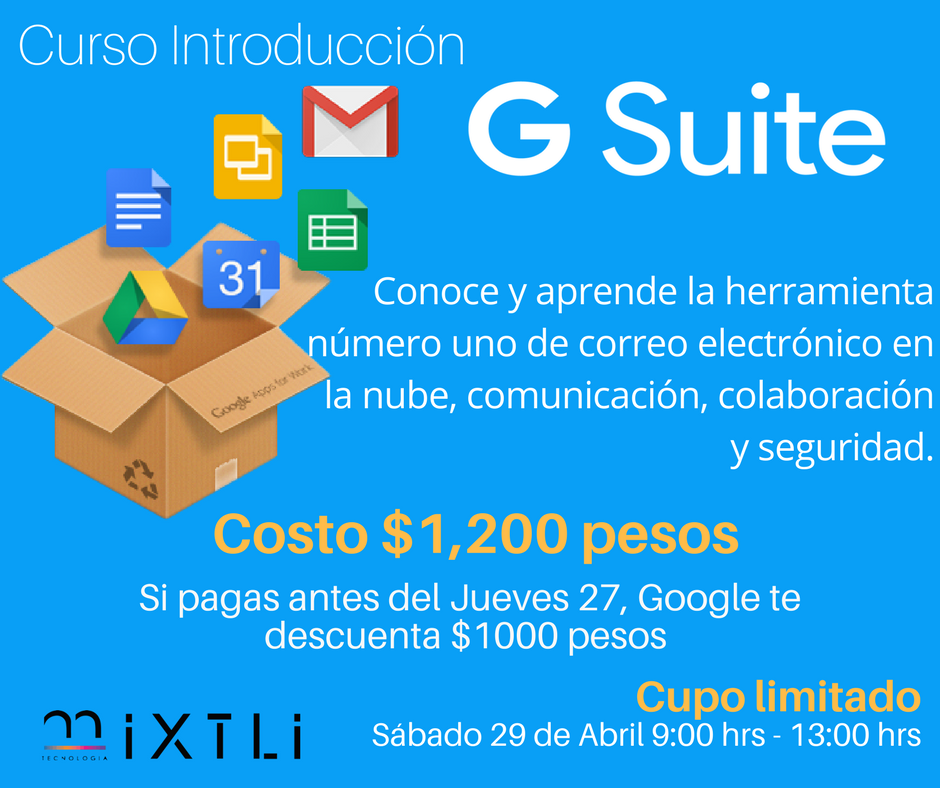 Curso Introducción
G Suite
31
Google Apps for Work
Conoce y aprende la herramienta
número uno de correo electrónico en
la nube, comunicación, colaboración
y seguridad.
Costo $1,200 pesos
Si pagas antes del Jueves 27, Google te
descuenta $1000 pesos
Cupo limitado
Sábado 29 de Abril 9:00 hrs - 13:00 hrs
miXTLi
TECNOLOGIA